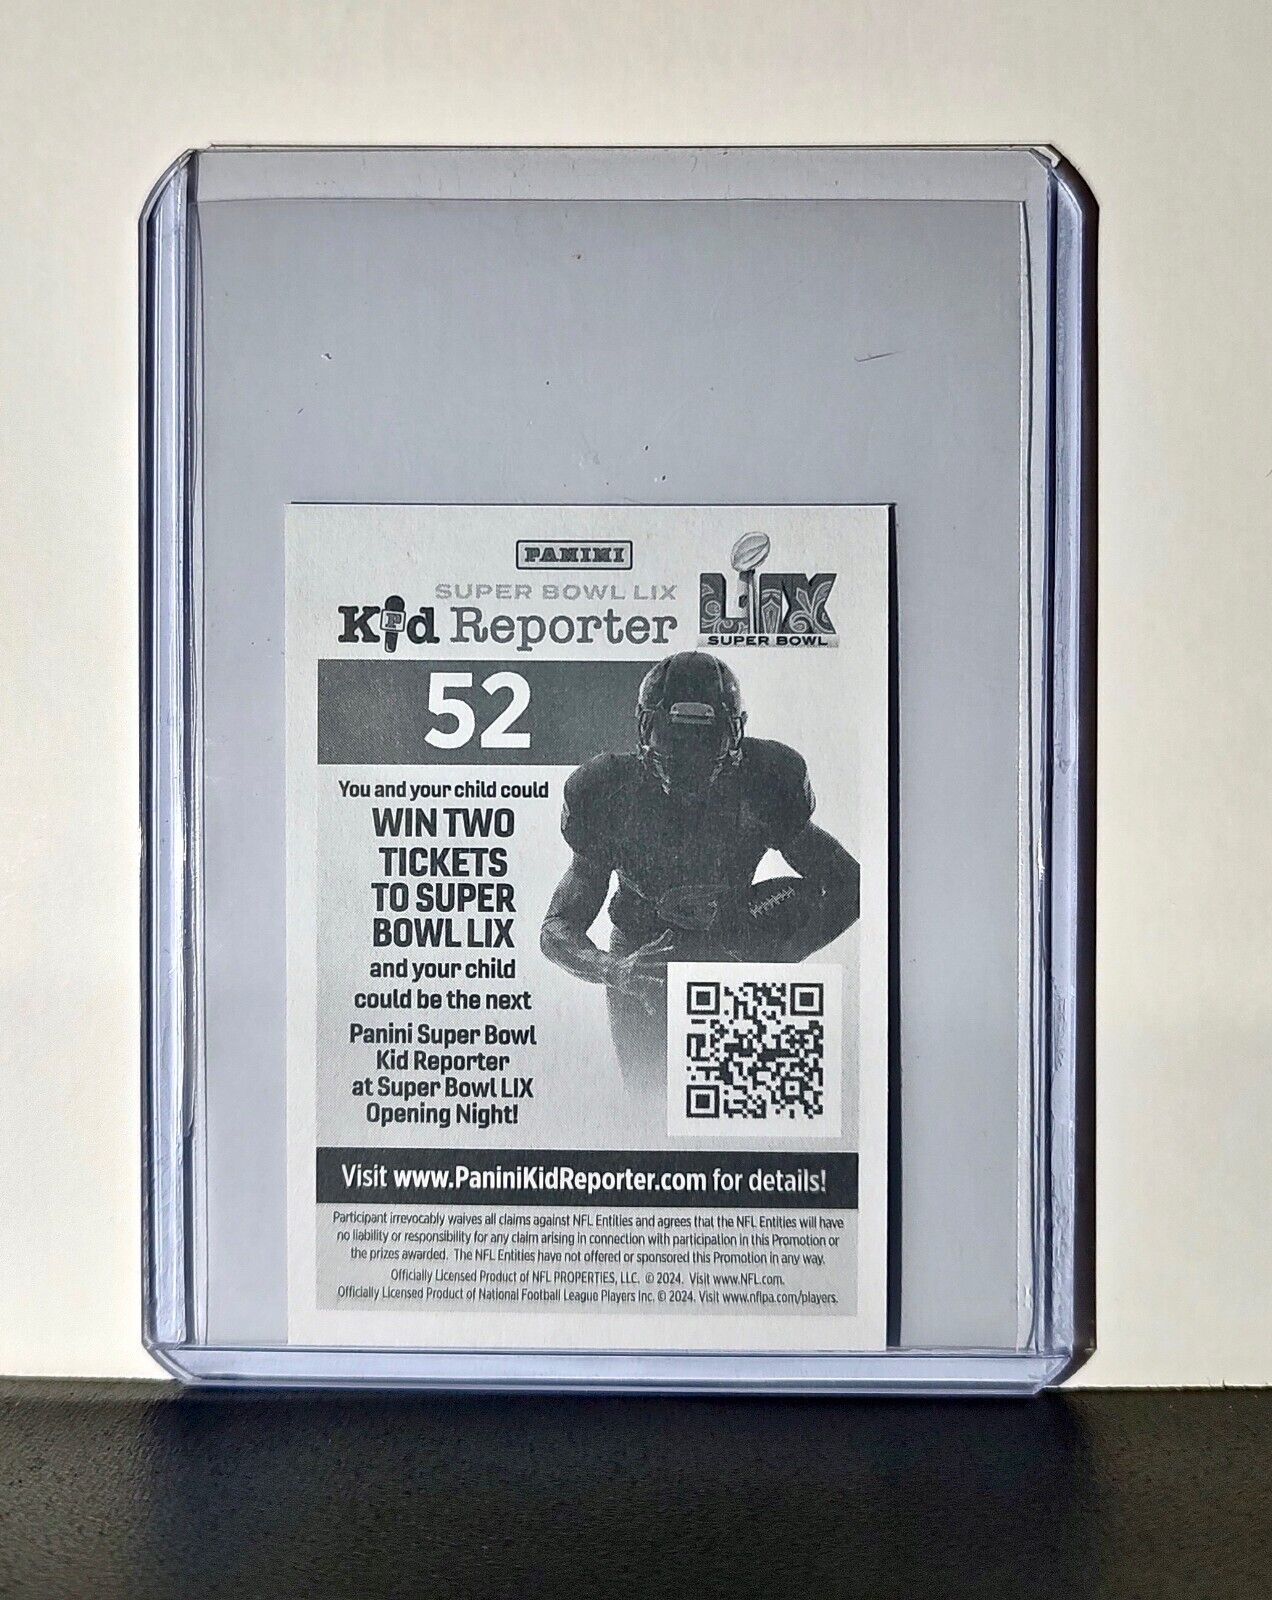 PANINI
SUPER BOWL LIX
Kid Reporter
LIX
SUPER BOWL
52
You and your child could
WIN TWO
TICKETS
TO SUPER
BOWL LIX
and your child
could be the next
Panini Super Bowl
Kid Reporter
at Super Bowl LIX
Opening Night!
Visit www.PaniniKidReporter.com for details!
Participant irrevocably waives all claims against NFL Entities and agrees that the NFL Entities will have
no liability or responsibility for any claim arising in connection with participation in this Promotion or
the prizes awarded. The NFL Entities have not offered or sponsored this Promotion in any way.
Officially Licensed Product of NFL PROPERTIES, LLC. © 2024. Visit www.NFL.com.
Officially Licensed Product of National Football League Players Inc. © 2024. Visit www.nflpa.com/players.